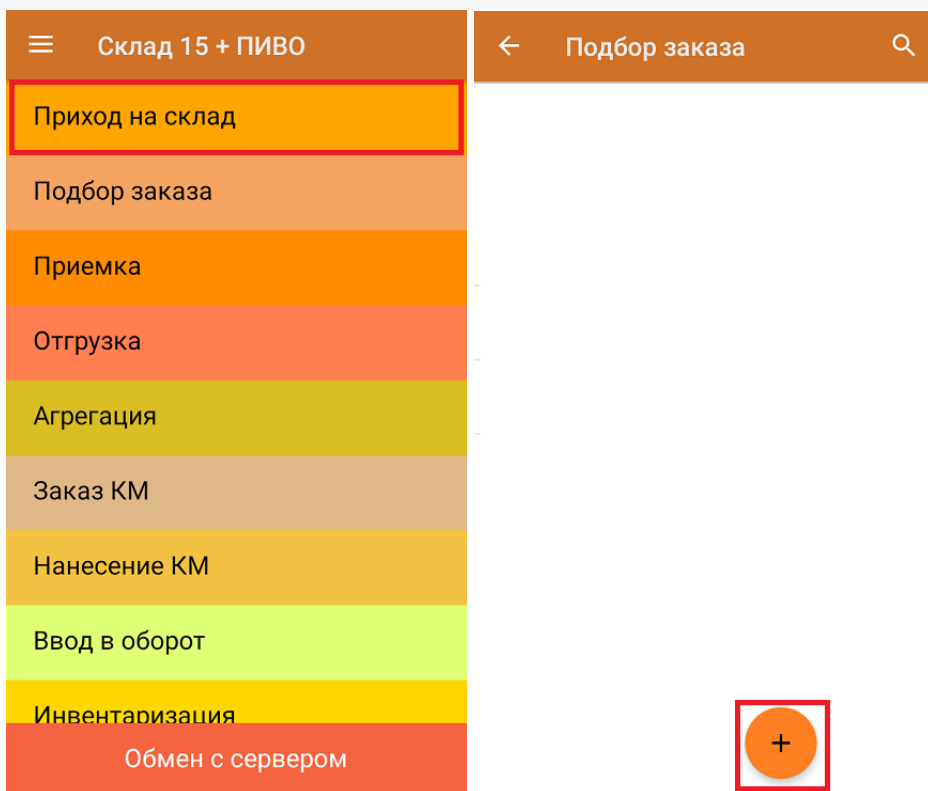 Склад 15 + ПИВО
Приход на склад
Подбор заказа
Приемка
Отгрузка
Агрегация
Заказ КМ
Нанесение КМ
Ввод в оборот
Инвентаризация
Обмен с сервером
Подбор заказа
+